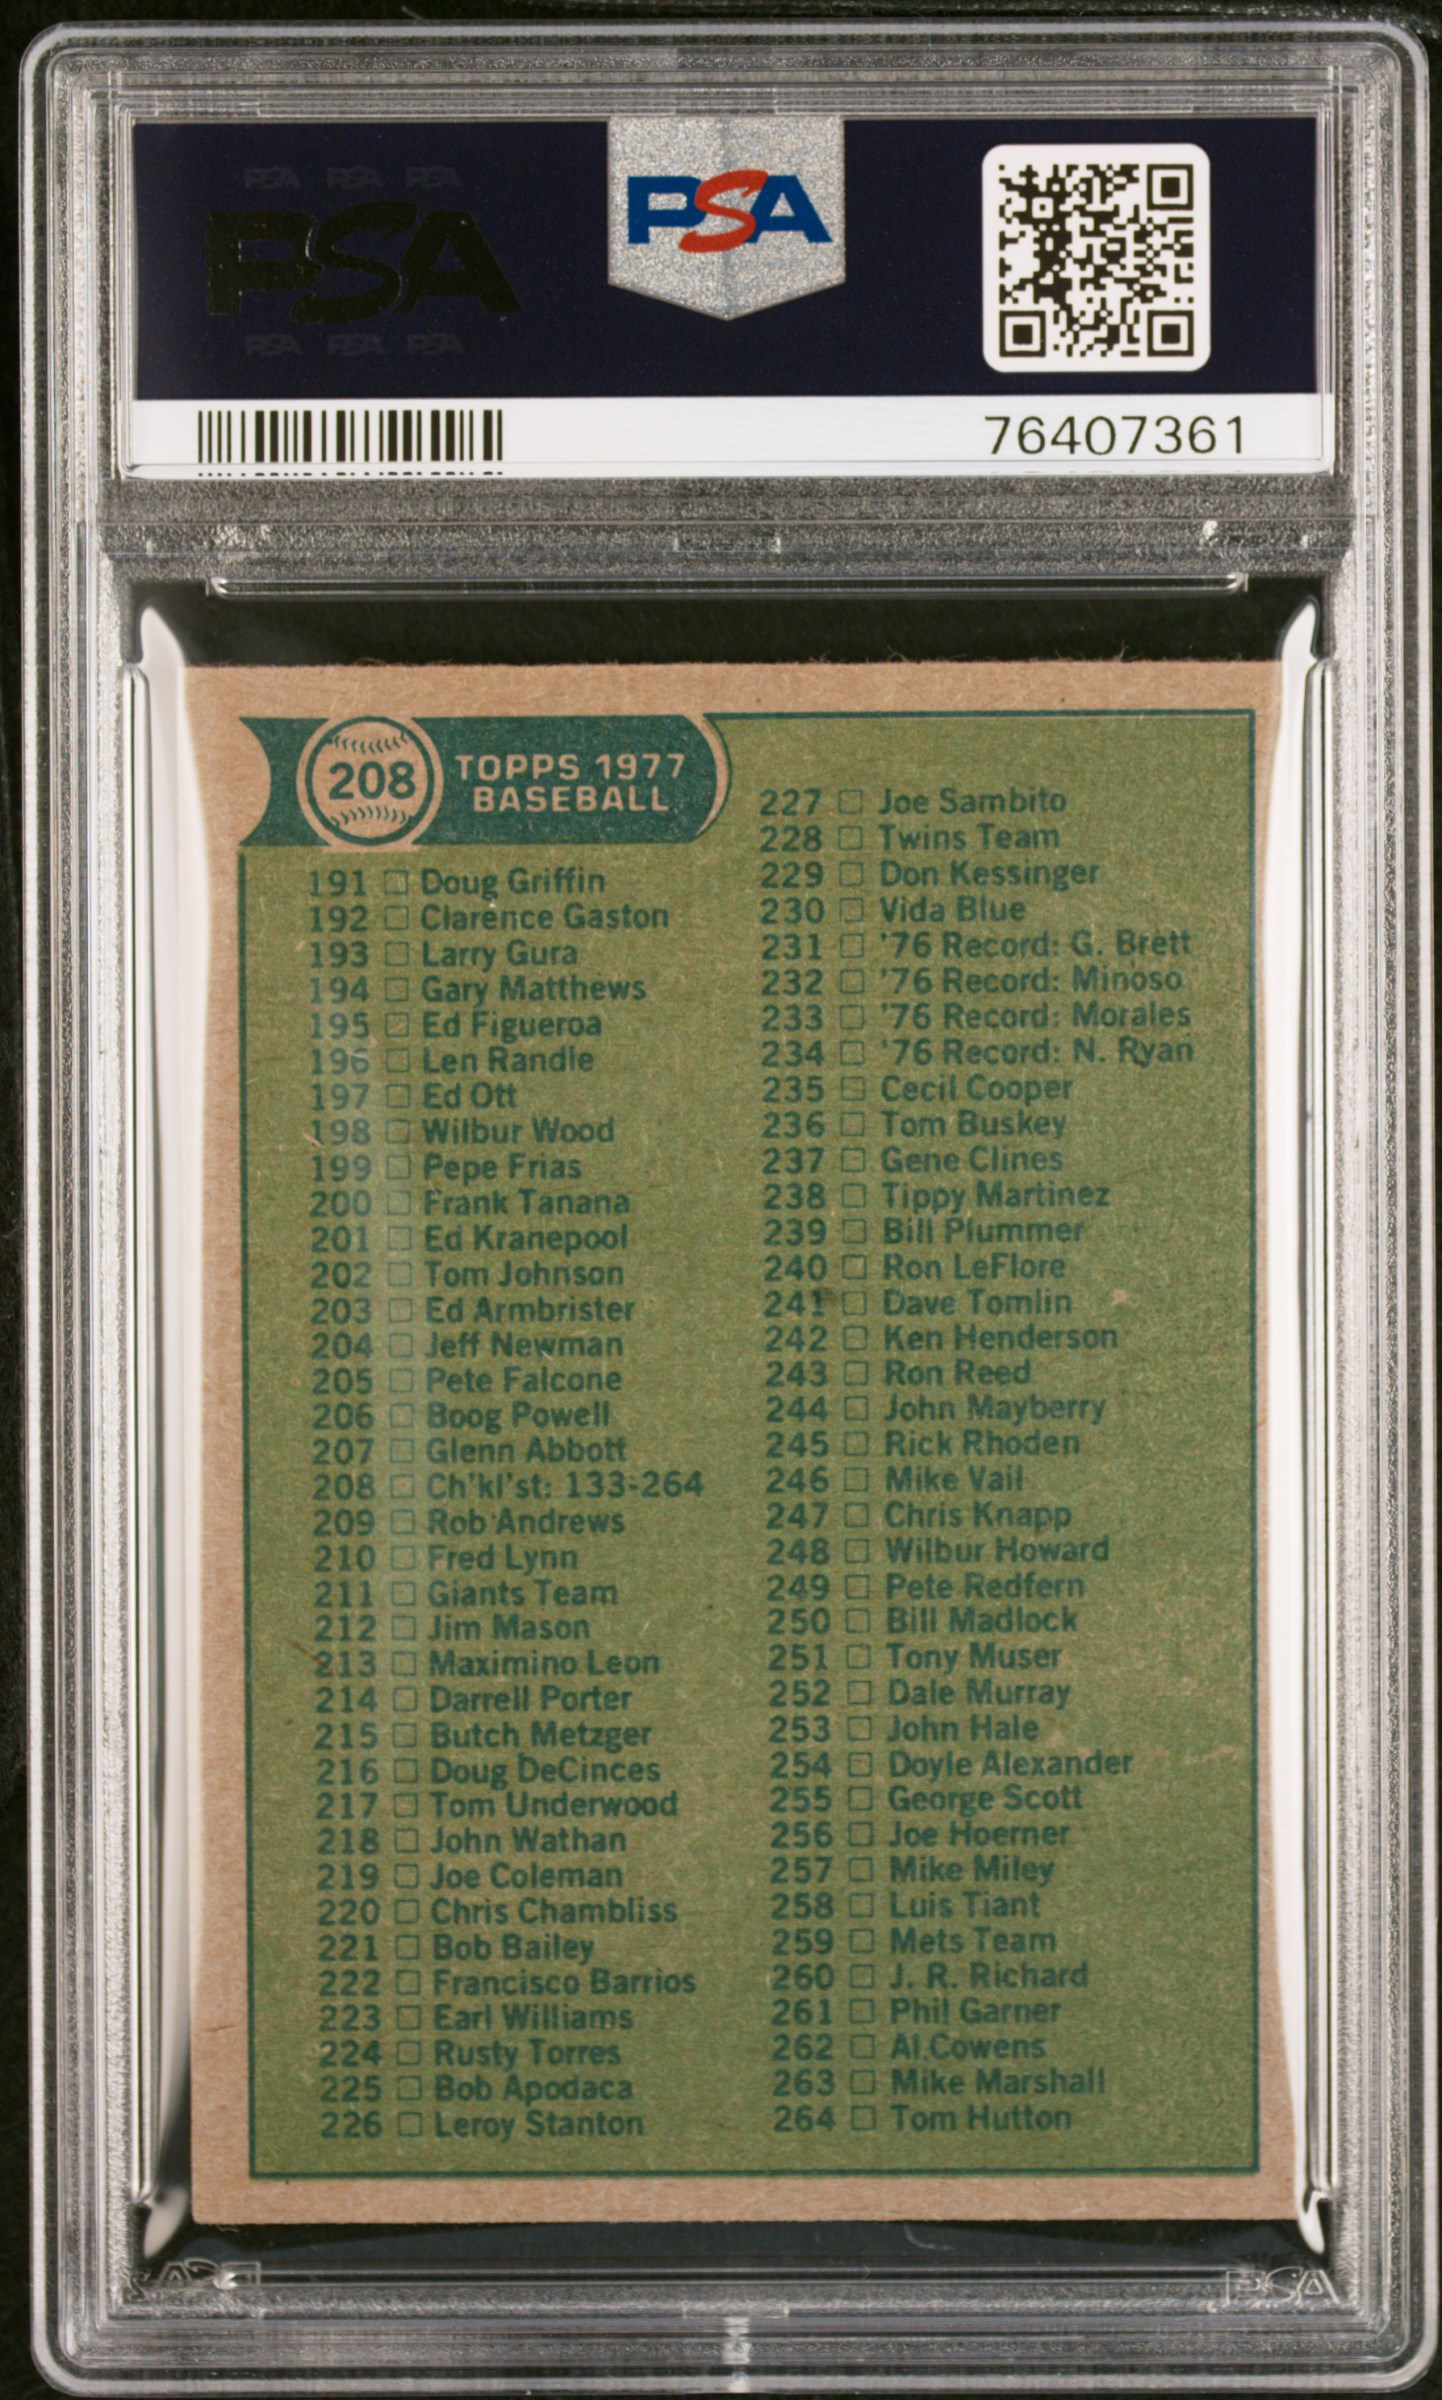 PSA PSA PSA
PSA
PSA PSA PSA
PSA
76407361
208
TOPPS 1977
BASEBALL
191 □ Doug Griffin
192 □ Clarence Gaston
193 □ Larry Gura
194 □ Gary Matthews
195 □ Ed Figueroa
196 □ Len Randle
197 □ Ed Ott
198 □ Wilbur Wood
199 □ Pepe Frias
200 □ Frank Tanana
201 □ Ed Kranepool
202 □ Tom Johnson
203 □ Ed Armbrister
204 □ Jeff Newman
205 □ Pete Falcone
206 □ Boog Powell
207 □ Glenn Abbott
208 □ Ch'kl'st: 133-264
209 □ Rob Andrews
210 □ Fred Lynn
211 □ Giants Team
212 □ Jim Mason
213 □ Maximino Leon
214 □ Darrell Porter
215 □ Butch Metzger
216 □ Doug DeCinces
217 □ Tom Underwood
218 □ John Wathan
219 □ Joe Coleman
220 □ Chris Chambliss
221 □ Bob Bailey
222 □ Francisco Barrios
223 □ Earl Williams
224 □ Rusty Torres
225 □ Bob Apodaca
226 □ Leroy Stanton
227 □ Joe Sambito
228 □ Twins Team
229 □ Don Kessinger
230 □ Vida Blue
231 □ '76 Record: G. Brett
232 □ '76 Record: Minoso
233 □ '76 Record: Morales
234 □ '76 Record: N. Ryan
235 □ Cecil Cooper
236 □ Tom Buskey
237 □ Gene Clines
238 □ Tippy Martinez
239 □ Bill Plummer
240 □ Ron LeFlore
241 □ Dave Tomlin
242 □ Ken Henderson
243 □ Ron Reed
244 □ John Mayberry
245 □ Rick Rhoden
246 □ Mike Vail
247 □ Chris Knapp
248 □ Wilbur Howard
249 □ Pete Redfern
250 □ Bill Madlock
251 □ Tony Muser
252 □ Dale Murray
253 □ John Hale
254 □ Doyle Alexander
255 □ George Scott
256 □ Joe Hoerner
257 □ Mike Miley
258 □ Luis Tiant
259 □ Mets Team
260 □ J. R. Richard
261 □ Phil Garner
262 □ Al Cowens
263 □ Mike Marshall
264 □ Tom Hutton
PSA
PSA